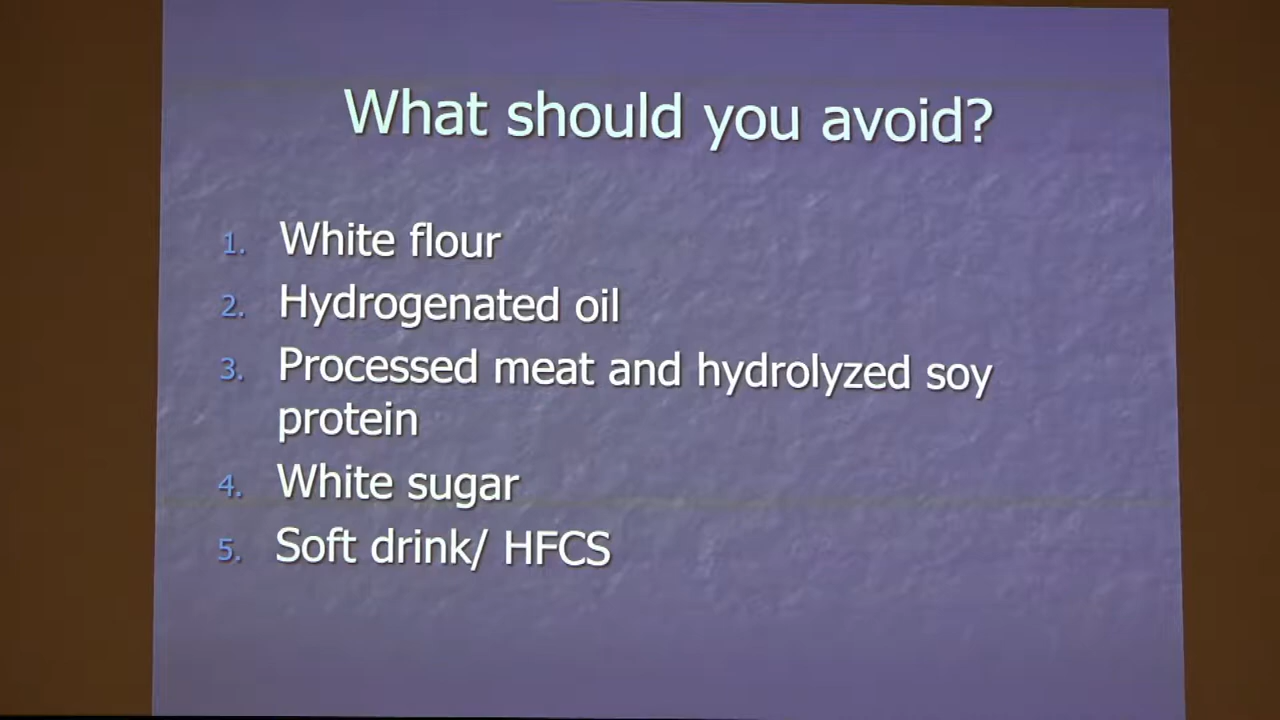 What should you avoid?
1. White flour
2. Hydrogenated oil
3. Processed meat and hydrolyzed soy
protein
4. White sugar
5. Soft drink/ HFCS